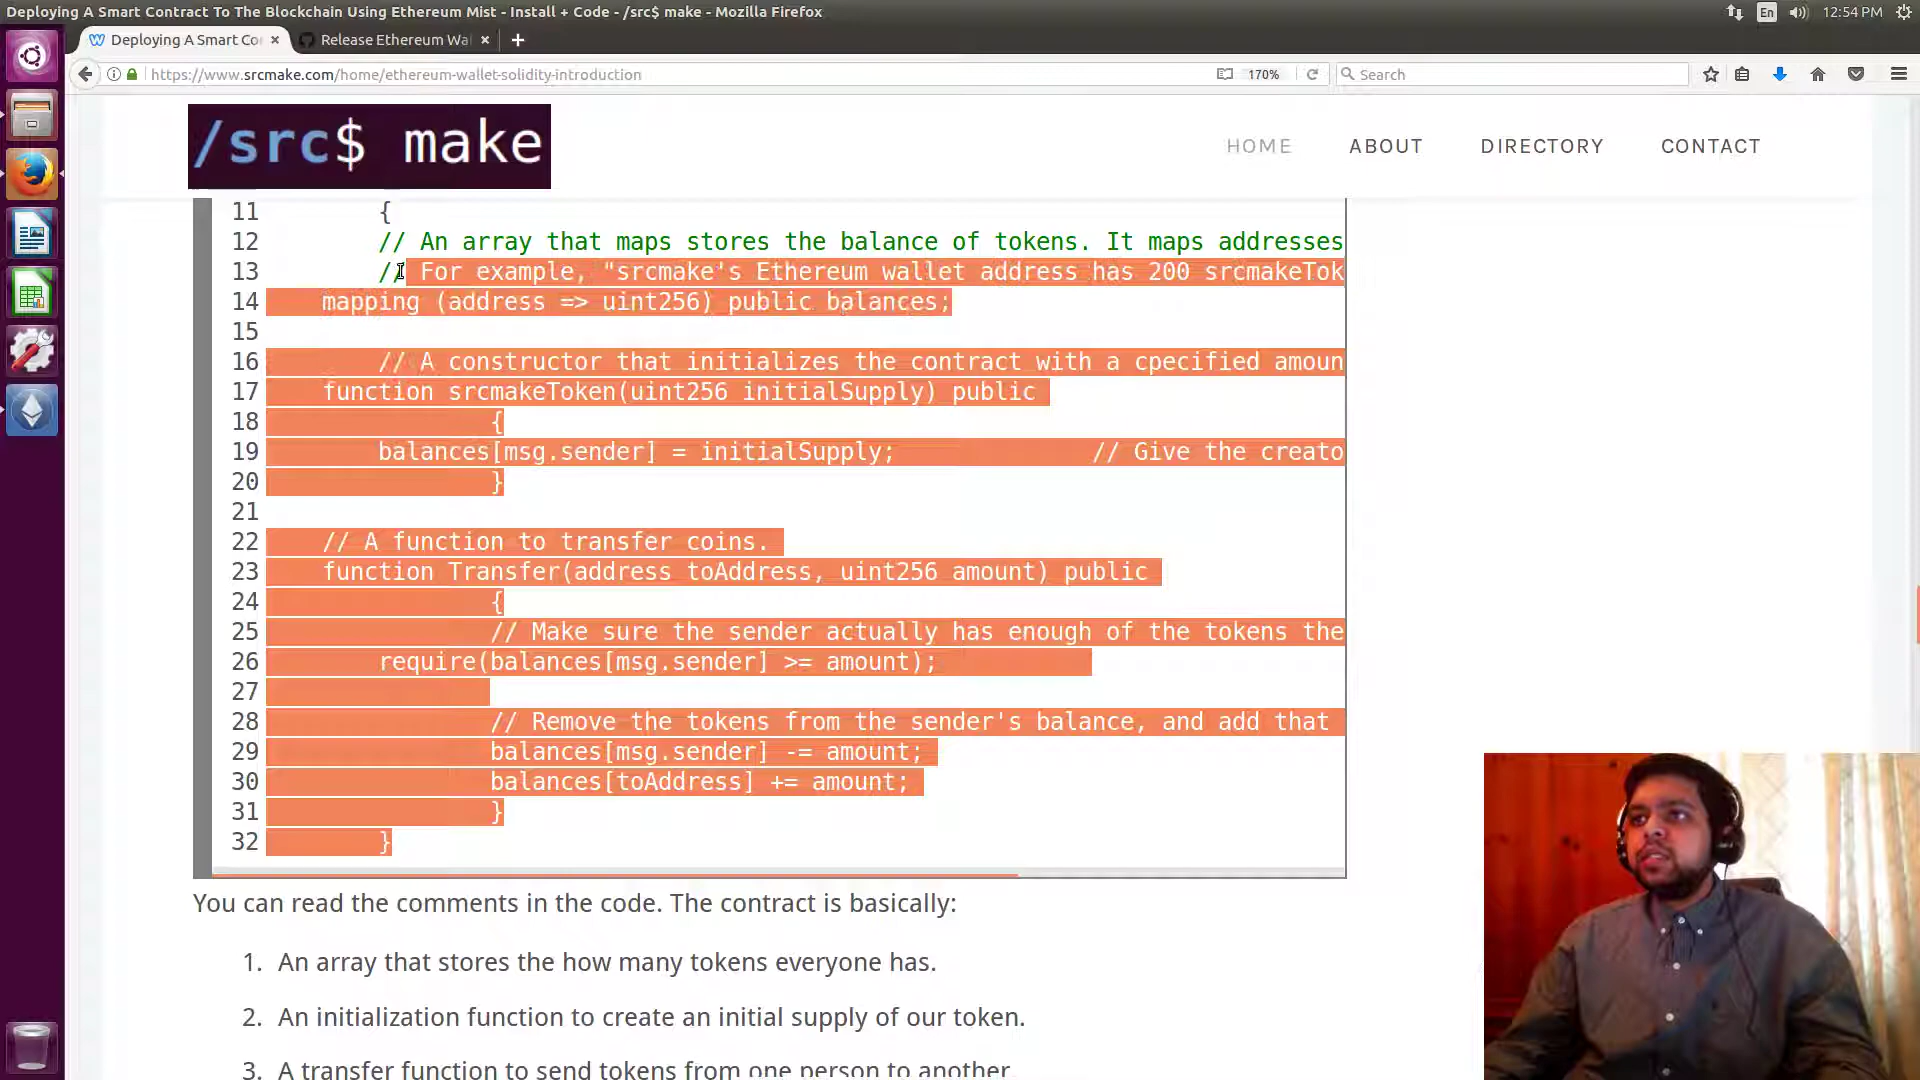 Deploying A Smart Contract To The Blockchain Using Ethereum Mist - Install + Code - /src$ make - Mozilla Firefox
En
12:54 PM
Deploying A Smart Co
Release Ethereum Wal
https://www.srcmake.com/home/ethereum-wallet-solidity-introduction
170%
Search
/src$ make
HOME
ABOUT
DIRECTORY
CONTACT
11 {
12 // An array that maps stores the balance of tokens. It maps addresses
13 // For example, "srcmake's Ethereum wallet address has 200 srcmakeTok
14 mapping (address => uint256) public balances;
15
16 // A constructor that initializes the contract with a cpecified amoun
17 function srcmakeToken(uint256 initialSupply) public
18 {
19 balances[msg.sender] = initialSupply; // Give the creato
20 }
21
22 // A function to transfer coins.
23 function Transfer(address toAddress, uint256 amount) public
24 {
25 // Make sure the sender actually has enough of the tokens the
26 require(balances[msg.sender] >= amount);
27
28 // Remove the tokens from the sender's balance, and add that
29 balances[msg.sender] -= amount;
30 balances[toAddress] += amount;
31 }
32 }
You can read the comments in the code. The contract is basically:
1. An array that stores the how many tokens everyone has.
2. An initialization function to create an initial supply of our token.
3. A transfer function to send tokens from one person to another.